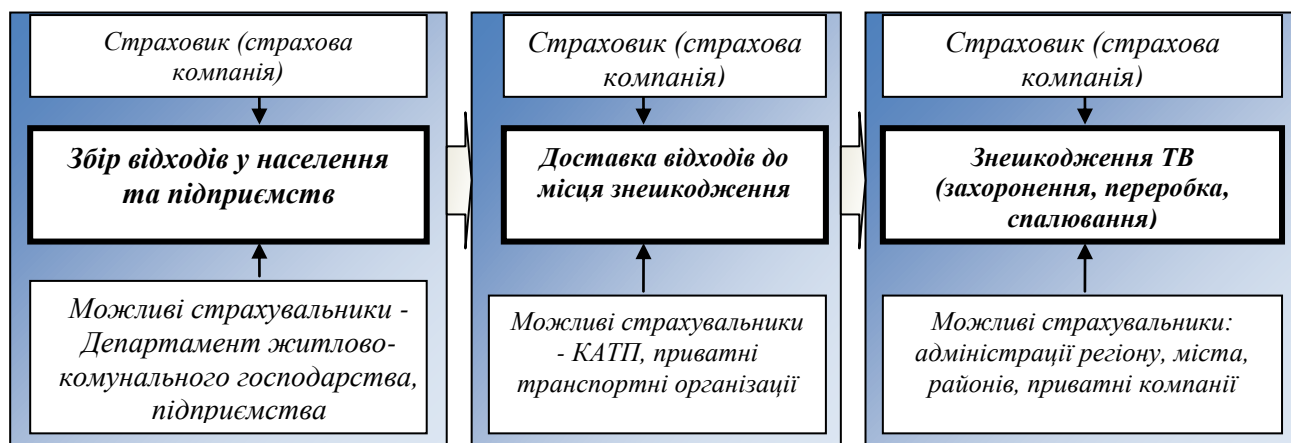 Страховик (страхова
компанія)
Збір відходів у населення
та підприємств
Можливі страхувальники -
Департамент житлово-
комунального господарства,
підприємства
Страховик (страхова
компанія)
Доставка відходів до
місця знешкодження
Можливі страхувальники
- КАТП, приватні
транспортні організації
Страховик (страхова
компанія)
Знешкодження ТВ
(захоронення, переробка,
спалювання)
Можливі страхувальники:
адміністрації регіону, міста,
районів, приватні компанії